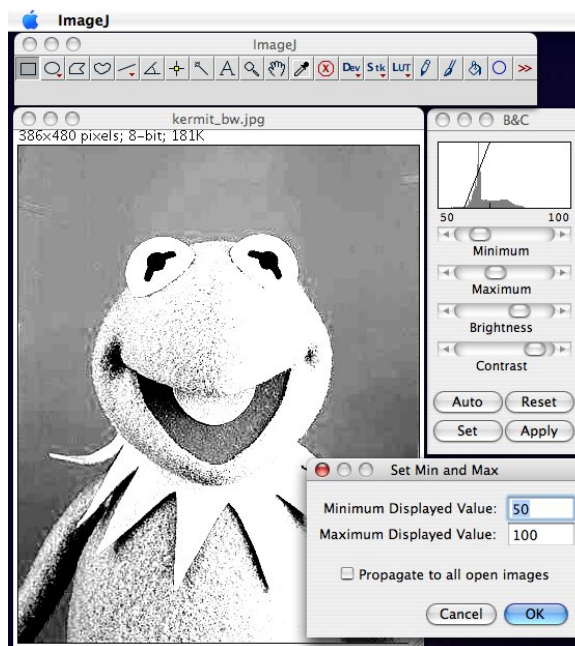 ImageJ
ImageJ
A Dev Stk LUT >>
kermit_bw.jpg
386x480 pixels; 8-bit; 181K
B&C
50 100
Minimum
Maximum
Brightness
Contrast
Auto Reset
Set Apply
Set Min and Max
Minimum Displayed Value: 50
Maximum Displayed Value: 100
Propagate to all open images
Cancel OK